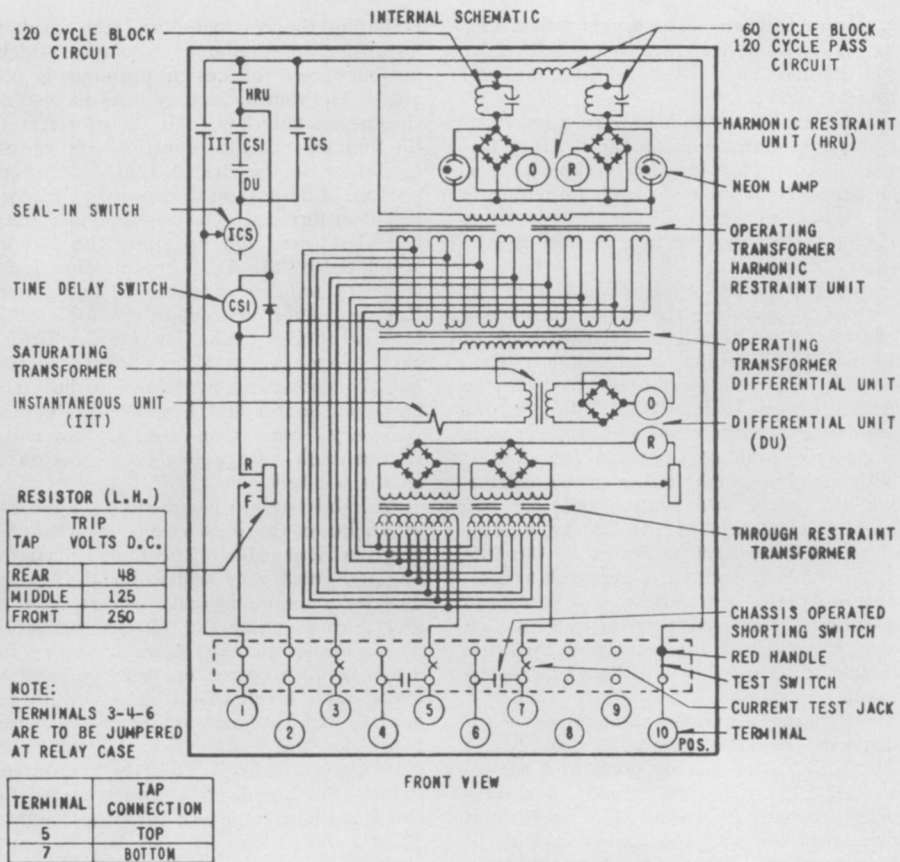 INTERNAL SCHEMATIC
120 CYCLE BLOCK
CIRCUIT
60 CYCLE BLOCK
120 CYCLE PASS
CIRCUIT
HRU
IIT
CSI
ICS
DU
HARMONIC RESTRAINT
UNIT (HRU)
O
R
NEON LAMP
SEAL-IN SWITCH
ICS
OPERATING
TRANSFORMER
HARMONIC
RESTRAINT UNIT
TINE DELAY SWITCH
CSI
SATURATING
TRANSFORMER
OPERATING
TRANSFORMER
DIFFERENTIAL UNIT
O
INSTANTANEOUS UNIT
(IIT)
DIFFERENTIAL UNIT
(DU)
R
R
F
RESISTOR (L.H.)
TAP TRIP VOLTS D.C.
REAR 48
MIDDLE 125
FRONT 250
THROUGH RESTRAINT
TRANSFORMER
CHASSIS OPERATED
SHORTING SWITCH
RED HANDLE
TEST SWITCH
CURRENT TEST JACK
TERMINAL
NOTE:
TERMINALS 3-4-6
ARE TO BE JUMPERED
AT RELAY CASE
1 2 3 4 5 6 7 8 9 10
POS.
FRONT VIEW
TERMINAL TAP CONNECTION
5 TOP
7 BOTTOM